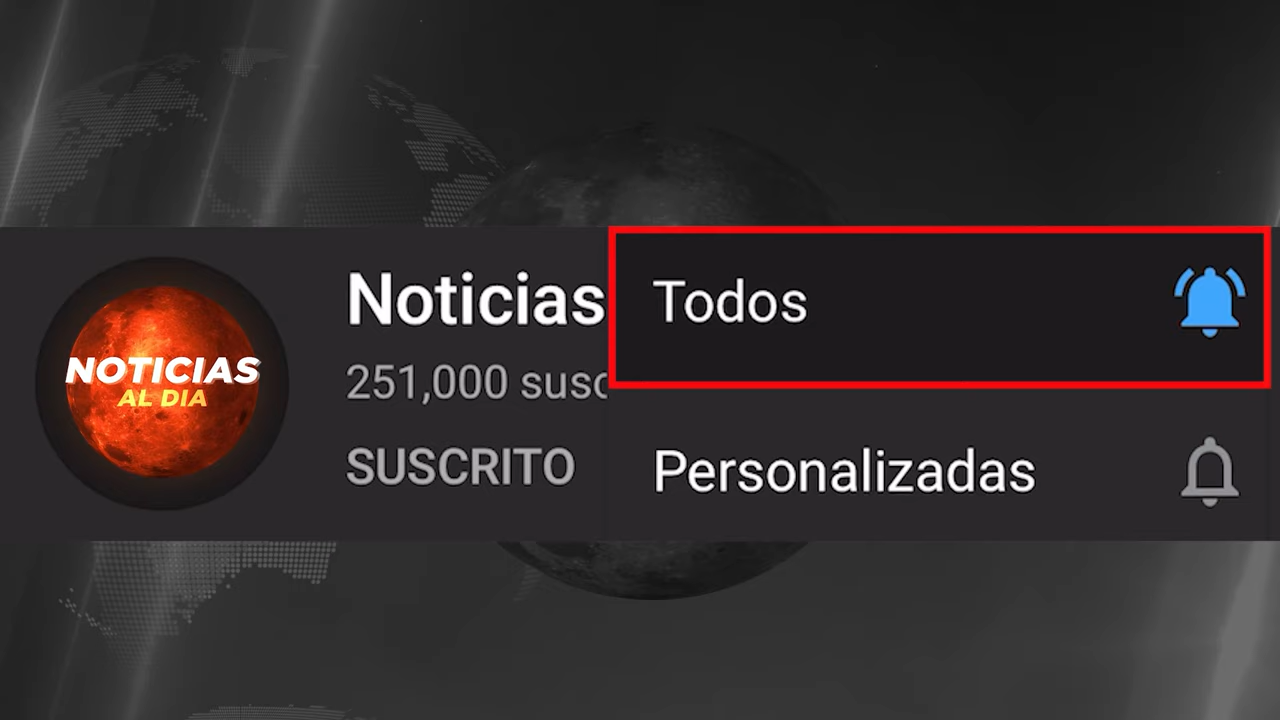 NOTICIAS
AL DIA
Noticias
251,000 susc
SUSCRITO
Todos
Personalizadas